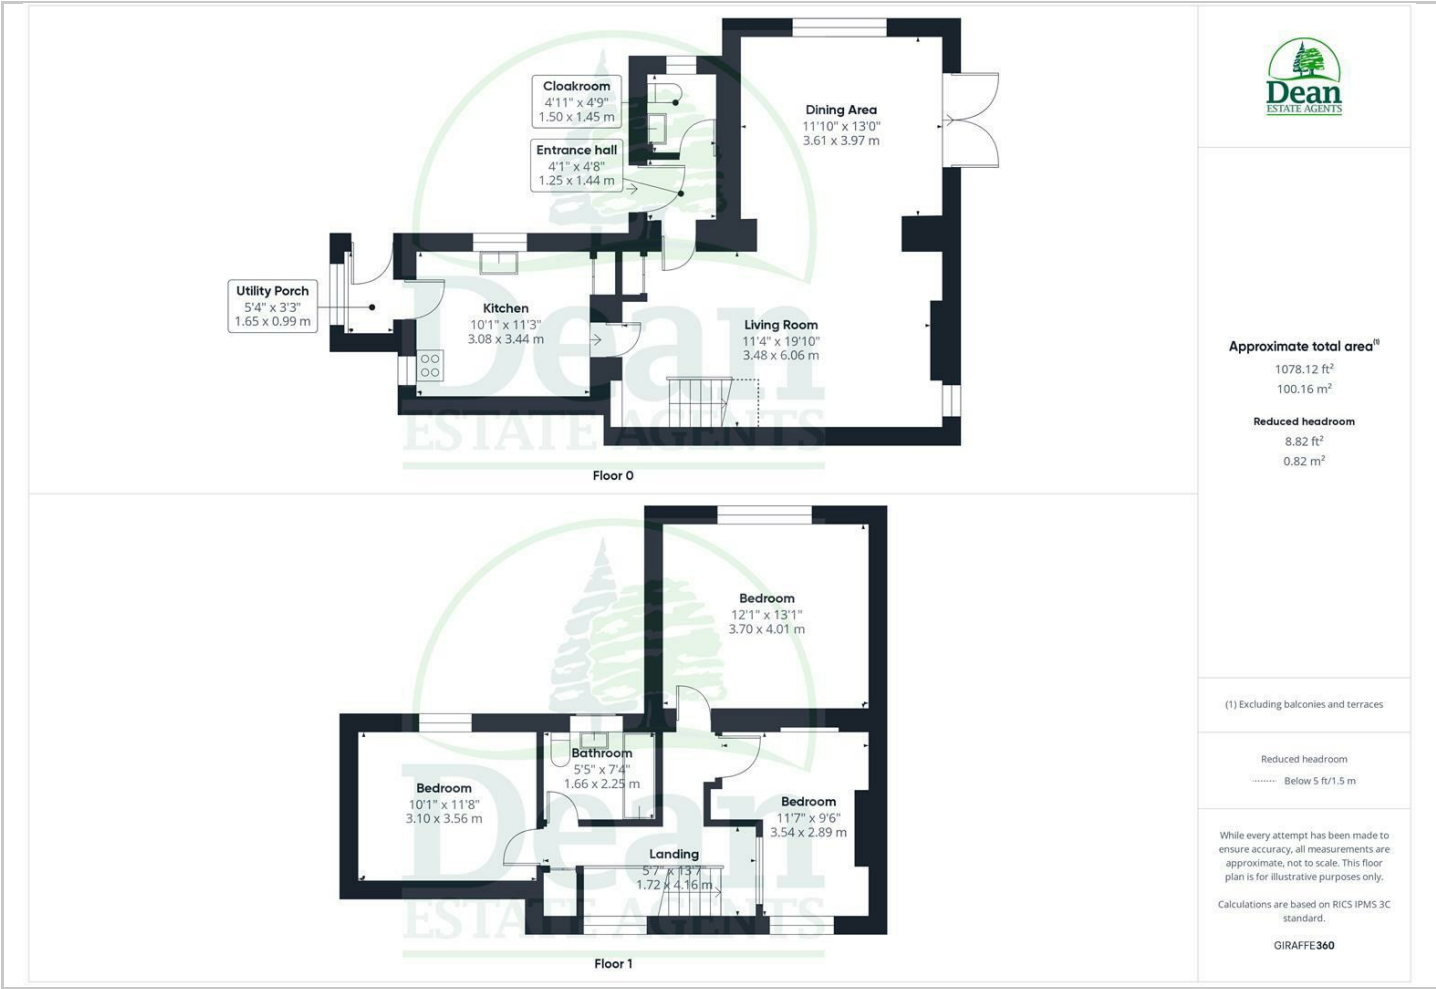 Cloakroom
4'11" x 4'9"
1.50 x 1.45 m
Entrance hall
4'1" x 4'8"
1.25 x 1.44 m
Dining Area
11'10" x 13'0"
3.61 x 3.97 m
Utility Porch
5'4" x 3'3"
1.65 x 0.99 m
Kitchen
10'1" x 11'3"
3.08 x 3.44 m
Living Room
11'4" x 19'10"
3.48 x 6.06 m
Dean
ESTATE AGENTS
Floor 0
Bedroom
12'1" x 13'1"
3.70 x 4.01 m
Bathroom
5'5" x 7'4"
1.66 x 2.25 m
Bedroom
10'1" x 11'8"
3.10 x 3.56 m
Bedroom
11'7" x 9'6"
3.54 x 2.89 m
Landing
5'7" x 13'7"
1.72 x 4.16 m
Dean
ESTATE AGENTS
Floor 1
Dean
ESTATE AGENTS
Approximate total area⁽¹⁾
1078.12 ft²
100.16 m²
Reduced headroom
8.82 ft²
0.82 m²
(1) Excluding balconies and terraces
Reduced headroom
Below 5 ft/1.5 m
While every attempt has been made to
ensure accuracy, all measurements are
approximate, not to scale. This floor
plan is for illustrative purposes only.
Calculations are based on RICS IPMS 3C
standard.
GIRAFFE360